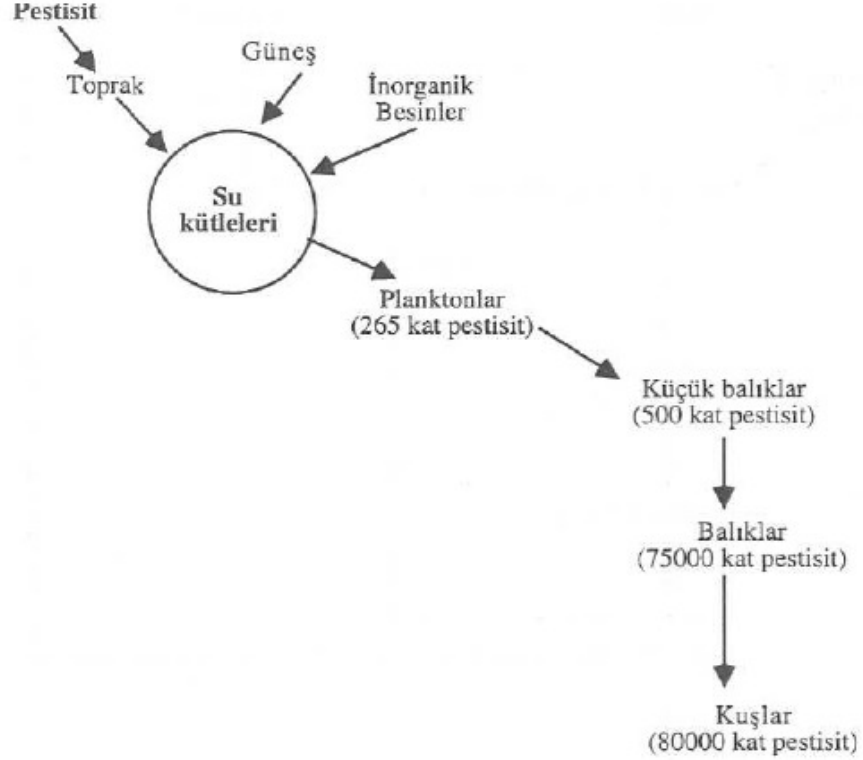 Pestisit
Toprak
Güneş
İnorganik
Besinler
Su
kütleleri
Planktonlar
(265 kat pestisit)
Küçük balıklar
(500 kat pestisit)
Balıklar
(75000 kat pestisit)
Kuşlar
(80000 kat pestisit)